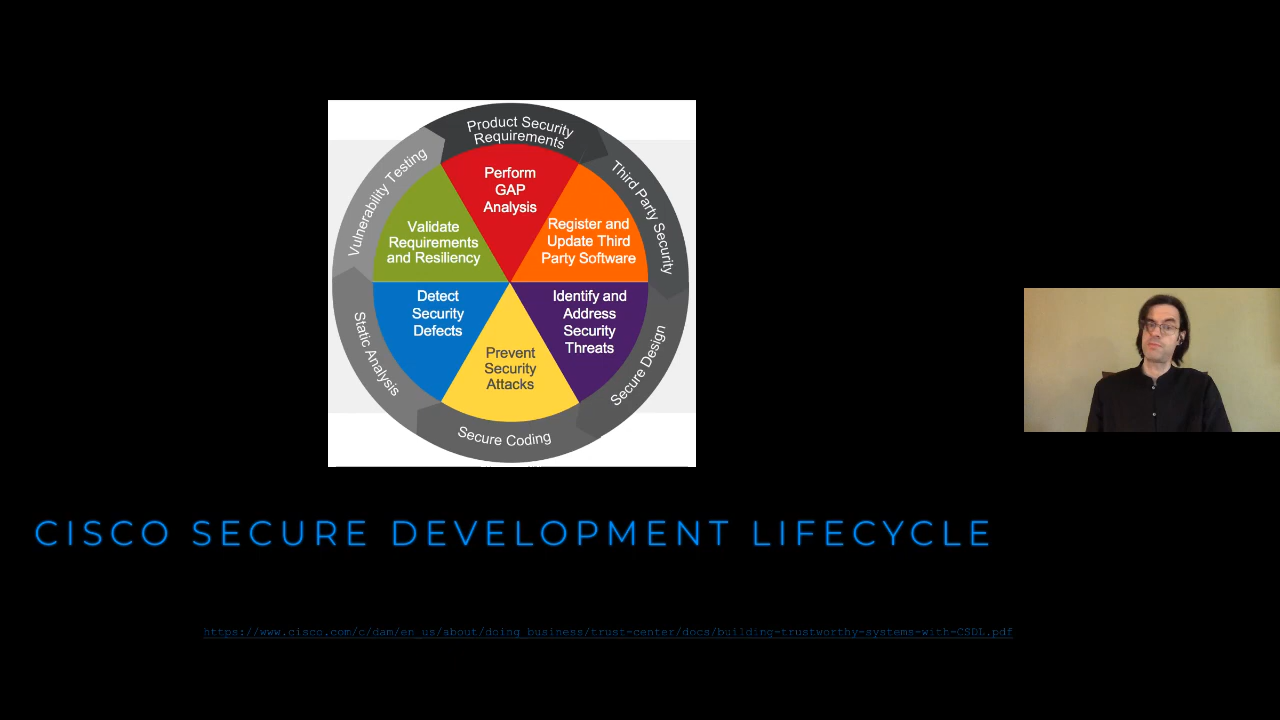 Product Security
Requirements
Third Party Security
Secure Design
Secure Coding
Static Analysis
Vulnerability Testing
Perform
GAP
Analysis
Register and
Update Third
Party Software
Identify and
Address
Security
Threats
Prevent
Security
Attacks
Detect
Security
Defects
Validate
Requirements
and Resiliency
CISCO SECURE DEVELOPMENT LIFECYCLE
https://www.cisco.com/c/dam/en_us/about/doing_business/trust-center/docs/building-trustworthy-systems-with-CSDL.pdf